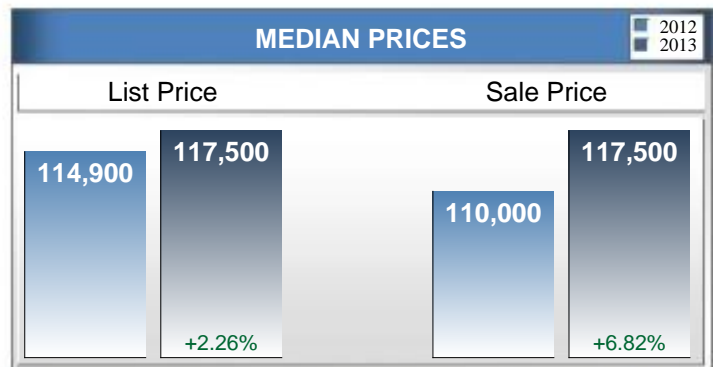 MEDIAN PRICES
2012
2013
List Price
Sale Price
114,900
117,500
+2.26%
110,000
117,500
+6.82%